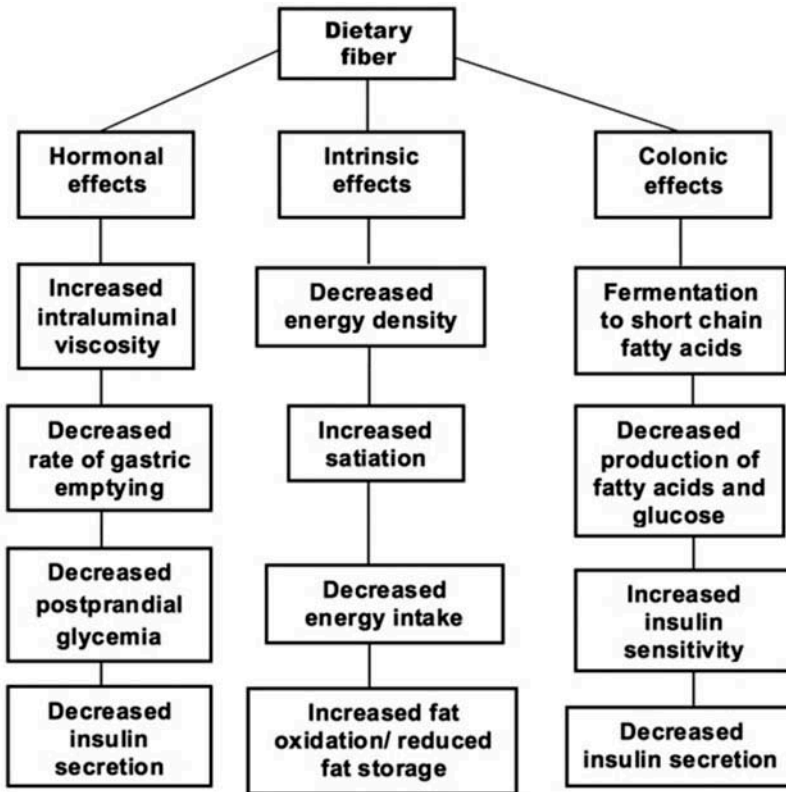 Dietary
fiber
Hormonal
effects
Intrinsic
effects
Colonic
effects
Increased
intraluminal
viscosity
Decreased
energy density
Fermentation
to short chain
fatty acids
Decreased
rate of gastric
emptying
Increased
satiation
Decreased
production of
fatty acids and
glucose
Decreased
postprandial
glycemia
Decreased
energy intake
Increased
insulin
sensitivity
Decreased
insulin
secretion
Increased fat
oxidation/ reduced
fat storage
Decreased
insulin secretion